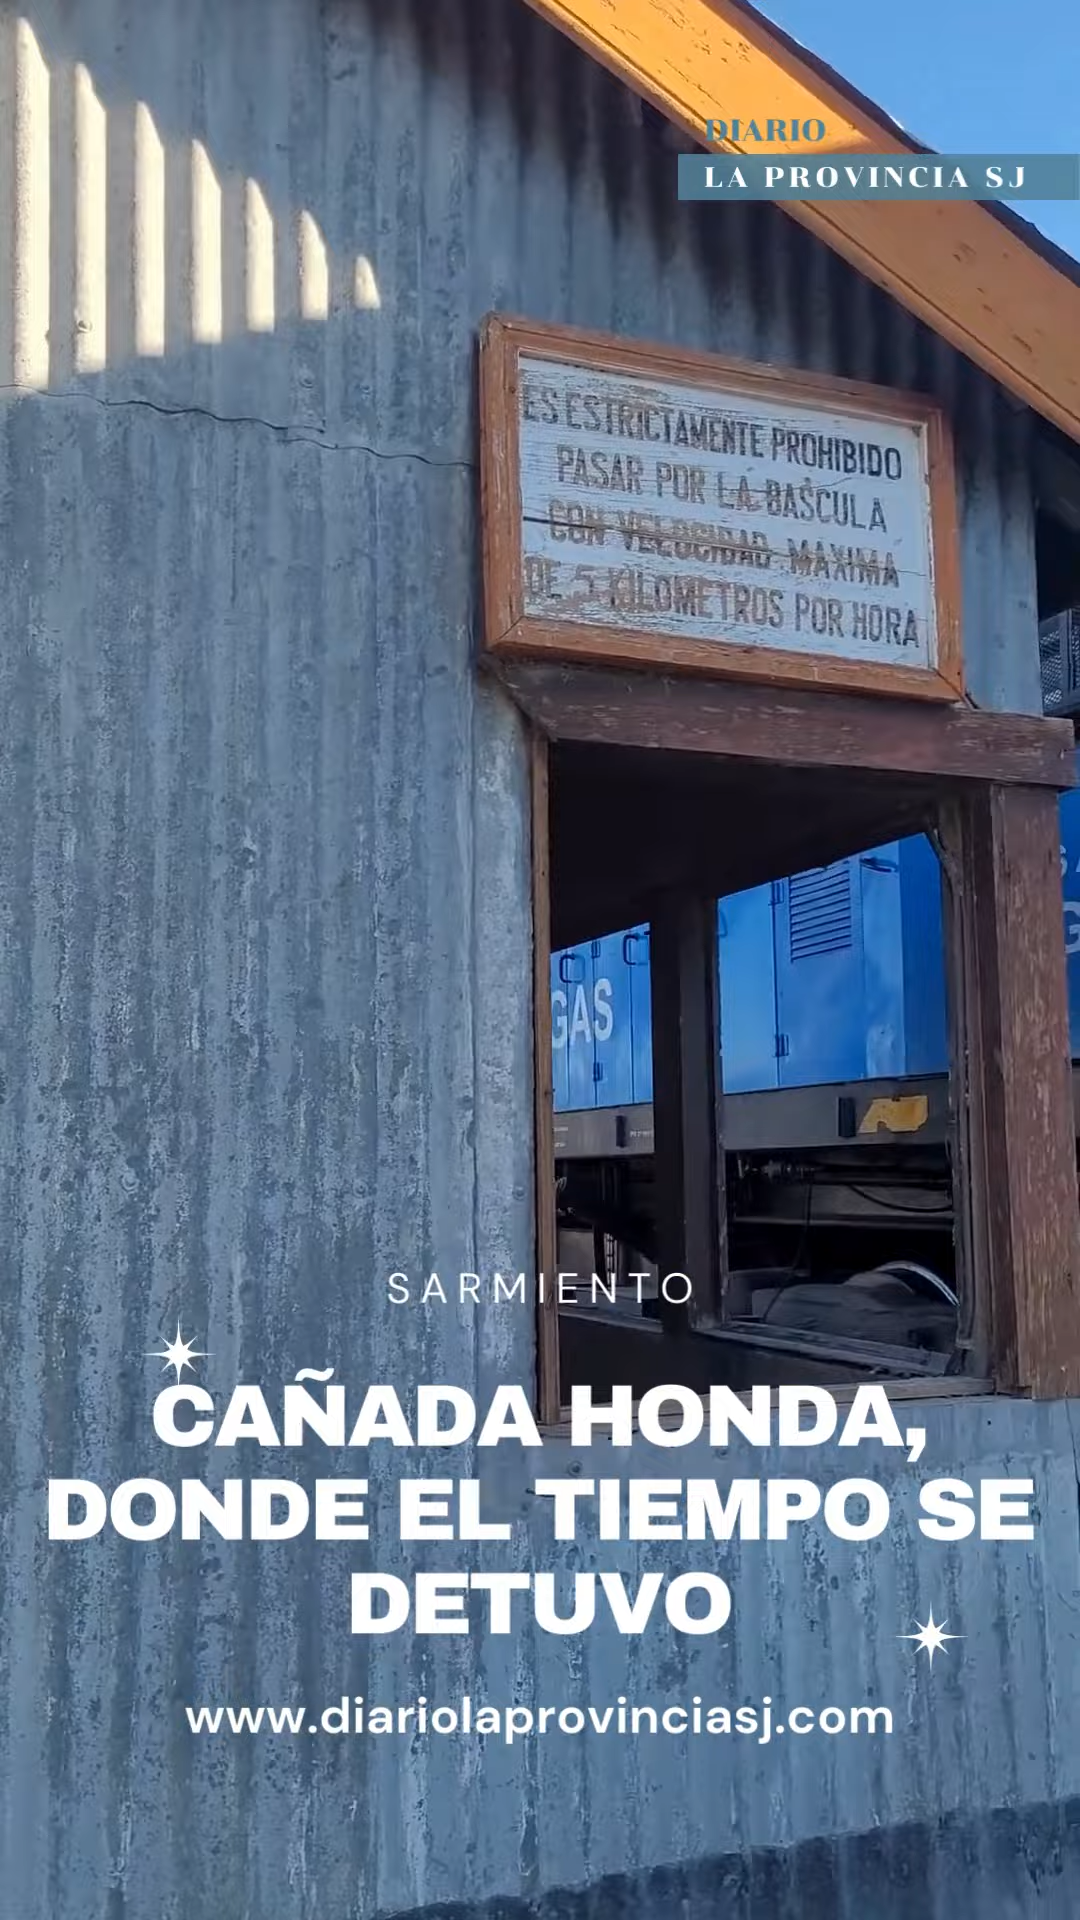 DIARIO
LA PROVINCIA SJ
ES ESTRICTAMENTE PROHIBIDO
PASAR POR LA BASCULA
CON VELOCIDAD MAXIMA
DE 5 KILOMETROS POR HORA
GAS
SARMIENTO
CAÑADA HONDA,
DONDE EL TIEMPO SE
DETUVO
www.diariolaprovinciasj.com